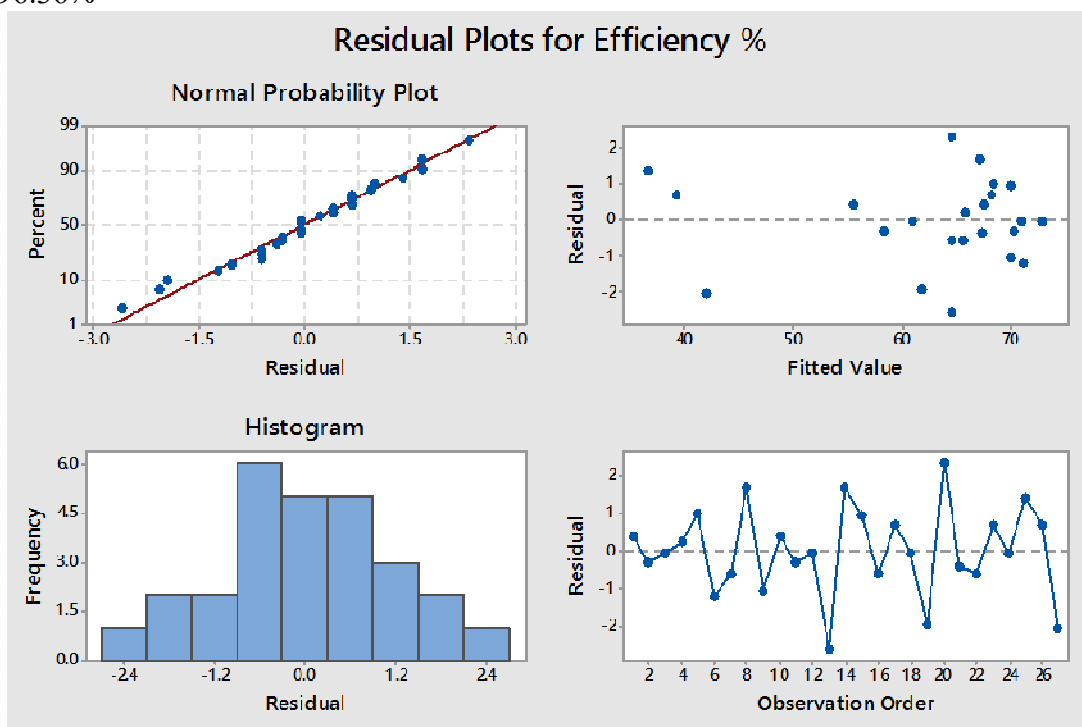 Residual Plots for Efficiency %
Normal Probability Plot
99
90
50
10
1
Percent
-3.0 -1.5 0.0 1.5 3.0
Residual
2
1
0
-1
-2
Residual
40 50 60 70
Fitted Value
Histogram
6.0
4.5
3.0
1.5
0.0
Frequency
-2.4 -1.2 0.0 1.2 2.4
Residual
2
1
0
-1
-2
Residual
2 4 6 8 10 12 14 16 18 20 22 24 26
Observation Order